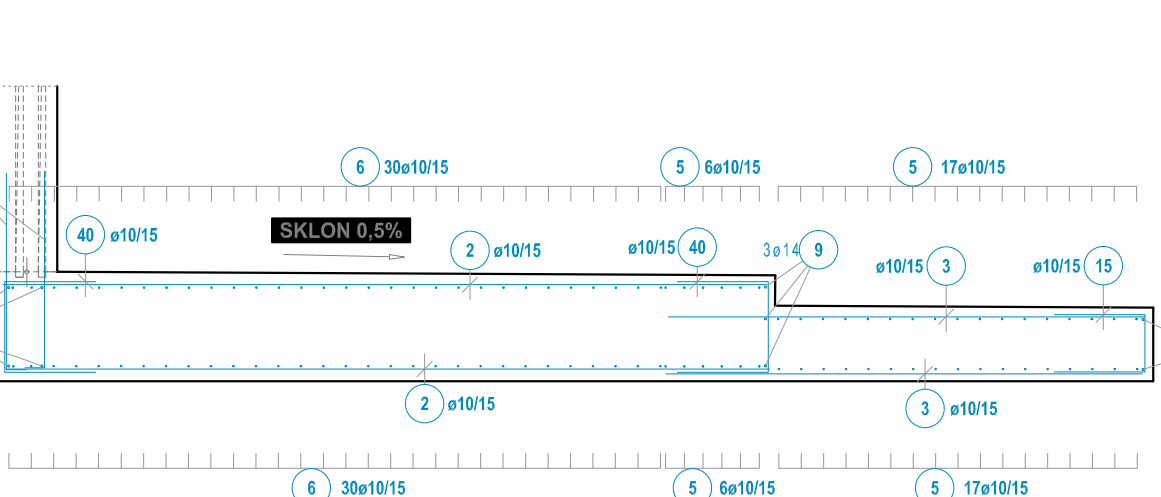 6 30ø10/15
5 6ø10/15
5 17ø10/15
40 ø10/15
SKLON 0,5%
2 ø10/15
ø10/15 40
3ø14 9
ø10/15 3
ø10/15 15
2 ø10/15
3 ø10/15
6 30ø10/15
5 6ø10/15
5 17ø10/15